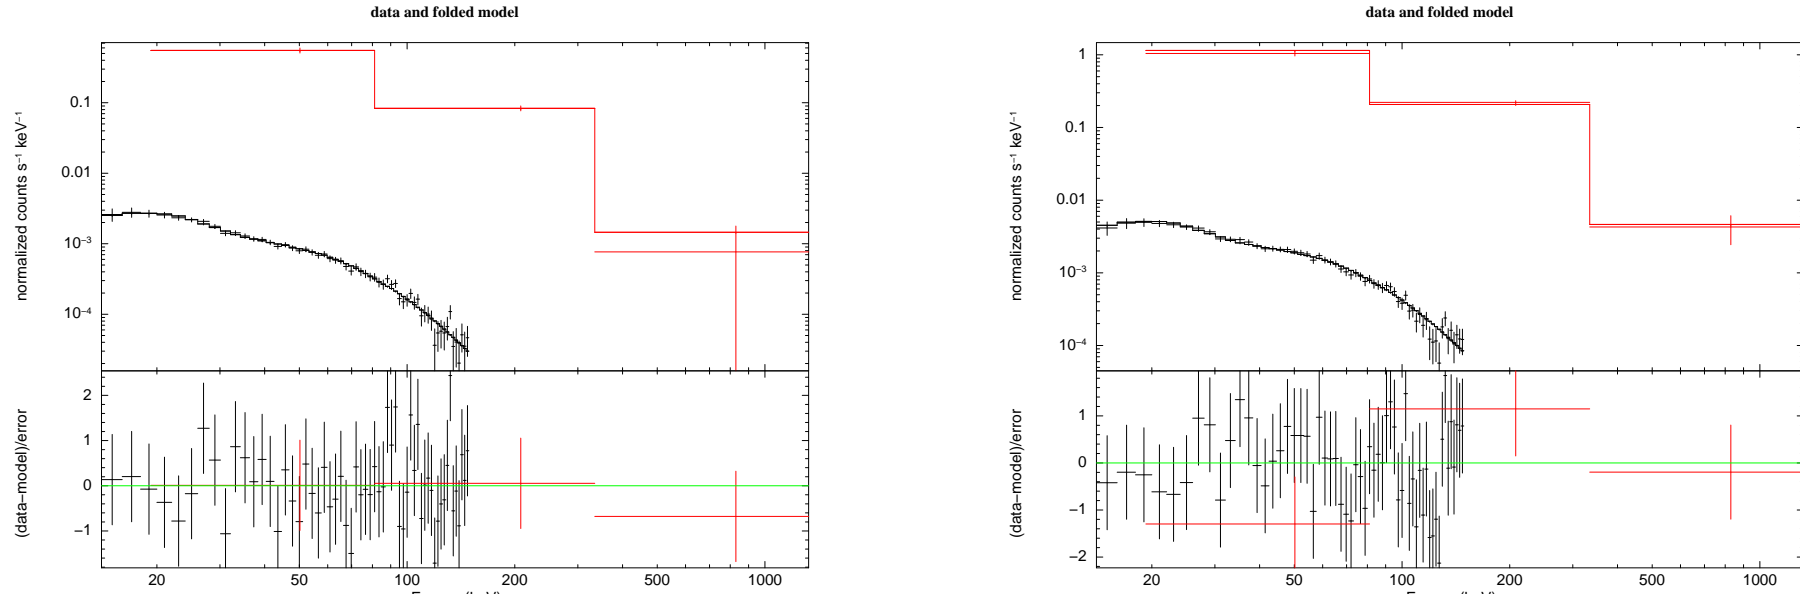 data and folded model
normalized counts s⁻¹ keV⁻¹
0.1
0.01
10⁻³
10⁻⁴
(data−model)/error
2
1
0
−1
20 50 100 200 500 1000
data and folded model
normalized counts s⁻¹ keV⁻¹
1
0.1
0.01
10⁻³
10⁻⁴
(data−model)/error
1
0
−1
−2
20 50 100 200 500 1000